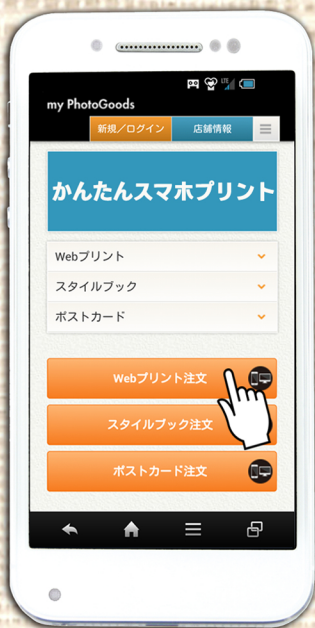 LTE
my PhotoGoods
新規／ログイン 店舗情報
かんたんスマホプリント
Webプリント
スタイルブック
ポストカード
Webプリント注文
スタイルブック注文
ポストカード注文